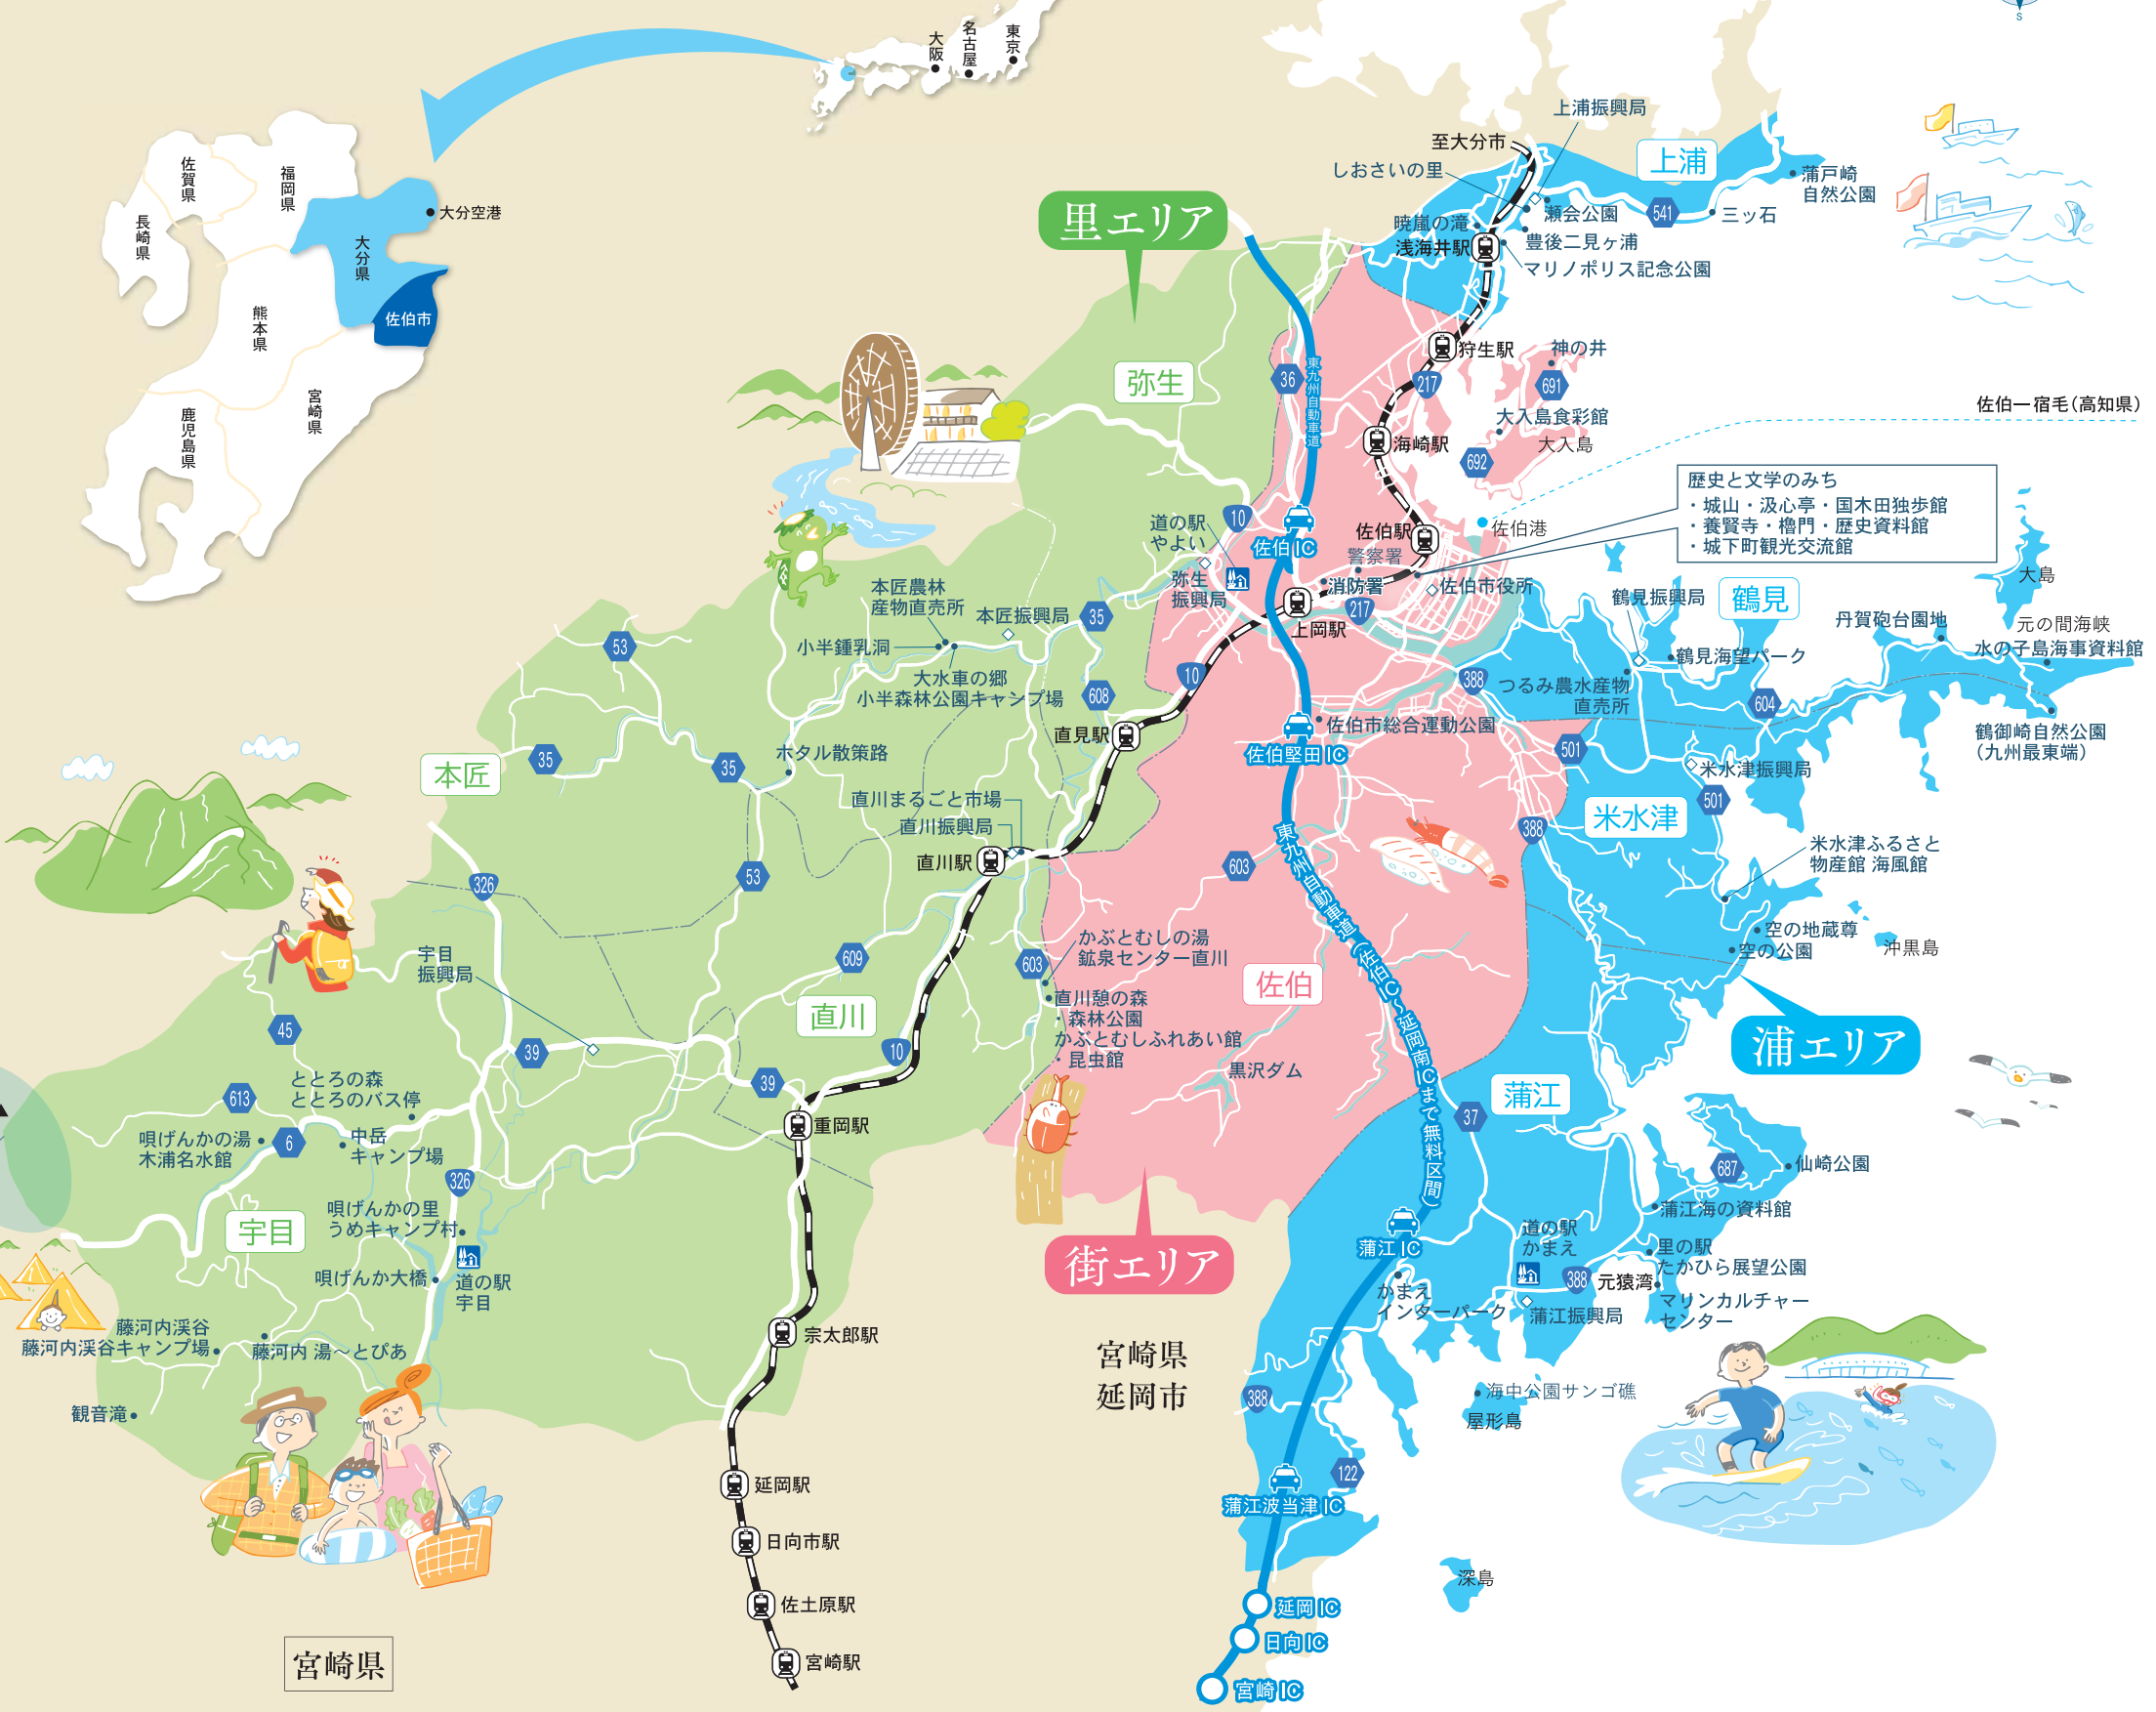 大阪
名古屋
東京
S
佐賀県
福岡県
長崎県
大分県
大分空港
佐伯市
熊本県
宮崎県
鹿児島県
上浦振興局
至大分市
しおさいの里
上浦
蒲戸崎
自然公園
瀬会公園
541
三ッ石
暁嵐の滝
豊後二見ヶ浦
浅海井駅
マリノポリス記念公園
里エリア
弥生
36
東九州自動車道
狩生駅
神の井
217
691
大入島食彩館
海崎駅
大入島
692
佐伯ー宿毛(高知県)
歴史と文学のみち
・城山・汲心亭・国木田独歩館
・養賢寺・櫓門・歴史資料館
・城下町観光交流館
道の駅
やよい
10
佐伯IC
佐伯駅
佐伯港
警察署
弥生
振興局
消防署
佐伯市役所
217
上岡駅
大島
鶴見振興局
鶴見
丹賀砲台園地
元の間海峡
水の子島海事資料館
鶴見海望パーク
つるみ農水産物
直売所
388
604
鶴御崎自然公園
(九州最東端)
本匠農林
産物直売所
本匠振興局
35
小半鍾乳洞
53
大水車の郷
小半森林公園キャンプ場
608
10
直見駅
佐伯市総合運動公園
佐伯堅田IC
501
米水津振興局
501
本匠
35
35
ホタル散策路
直川まるごと市場
直川振興局
直川駅
米水津
388
米水津ふるさと
物産館 海風館
603
53
326
東九州自動車道(佐伯IC～延岡南ICまで無料区間)
空の地蔵尊
空の公園
沖黒島
宇目
振興局
609
603
かぶとむしの湯
鉱泉センター直川
佐伯
直川
直川憩の森
・森林公園
かぶとむしふれあい館
・昆虫館
浦エリア
45
39
10
39
黒沢ダム
蒲江
37
ととろの森
ととろのバス停
613
重岡駅
唄げんかの湯
木浦名水館
6
中岳
キャンプ場
326
687
仙崎公園
宇目
唄げんかの里
うめキャンプ村
蒲江海の資料館
街エリア
蒲江IC
道の駅
かまえ
里の駅
たかひら展望公園
唄げんか大橋
道の駅
宇目
388
元猿湾
かまえ
インターパーク
蒲江振興局
マリンカルチャー
センター
藤河内渓谷
藤河内渓谷キャンプ場
藤河内 湯～とぴあ
宗太郎駅
宮崎県
延岡市
388
海中公園サンゴ礁
屋形島
観音滝
延岡駅
122
蒲江波当津IC
日向市駅
深島
佐土原駅
延岡IC
日向IC
宮崎県
宮崎駅
宮崎IC